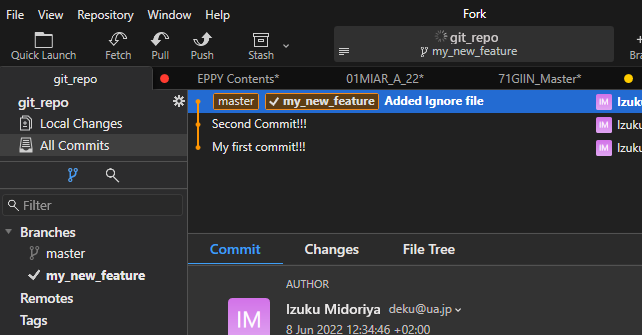 File View Repository Window Help Fork
Quick Launch Fetch Pull Push Stash git_repo
my_new_feature
git_repo EPPY Contents* 01MIAR_A_22* 71GIIN_Master*
git_repo
Local Changes
All Commits
Filter
Branches
master
my_new_feature
Remotes
Tags
master my_new_feature Added Ignore file IM Izuku
Second Commit!!! IM Izuku
My first commit!!! IM Izuku
Commit Changes File Tree
AUTHOR
IM Izuku Midoriya deku@ua.jp
8 Jun 2022 12:34:46 +02:00